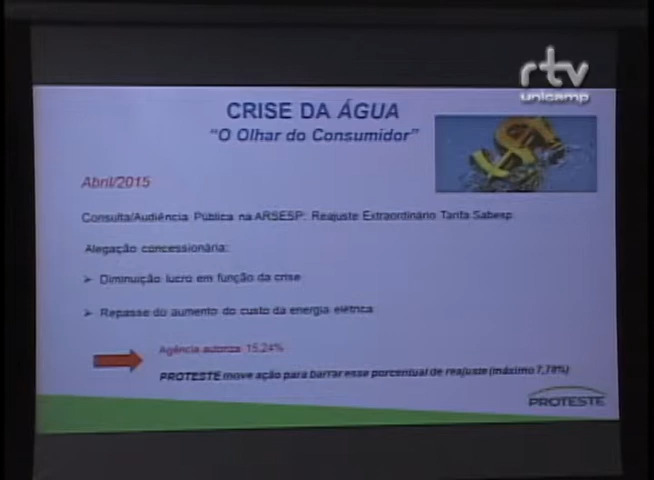 rtv
unicamp
CRISE DA ÁGUA
"O Olhar do Consumidor"
Abril/2015
Consulta/Audiência Pública na ARSESP: Reajuste Extraordinário Tarifa Sabesp
Alegação concessionária:
➢ Diminuição lucro em função da crise
➢ Repasse do aumento do custo da energia elétrica
Agência autoriza 15,24%
PROTESTE move ação para barrar esse porcentual de reajuste (máximo 7,78%)
PROTESTE